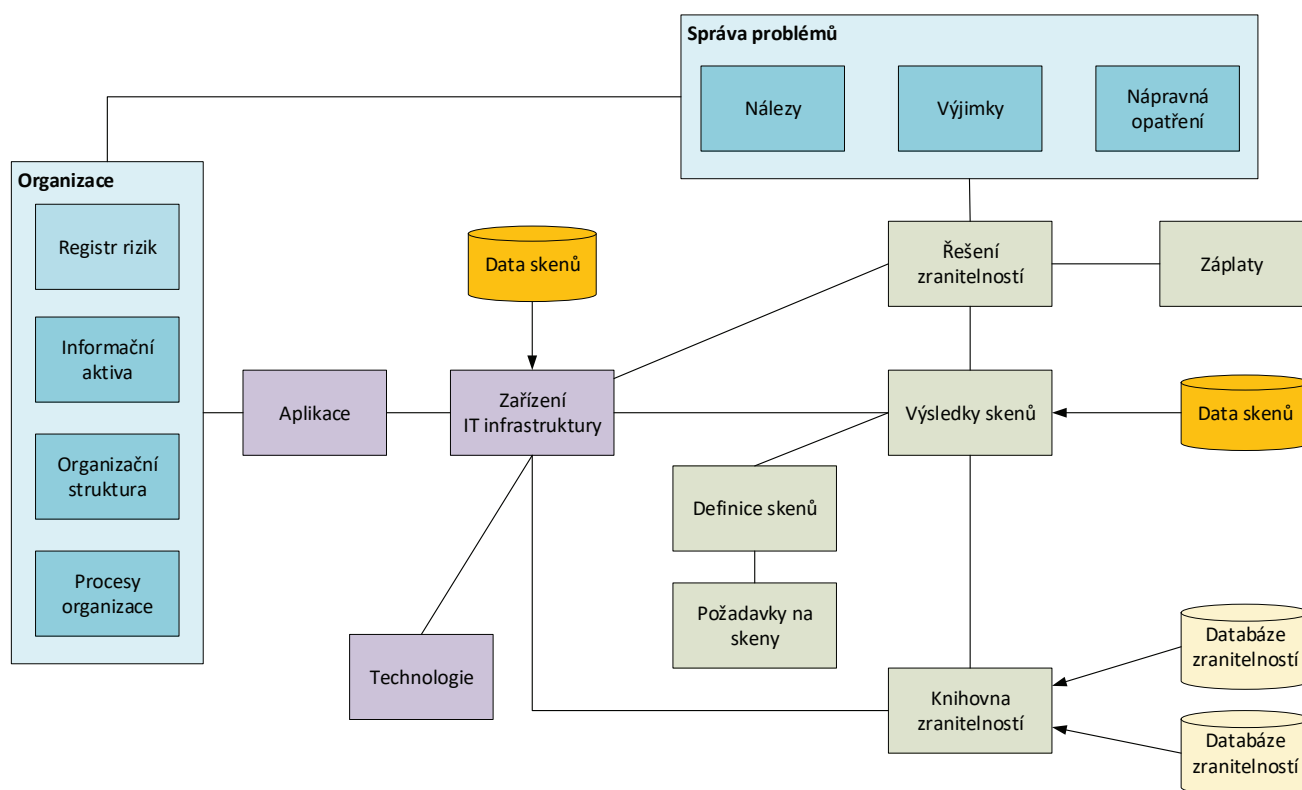 Správa problémů
Nálezy
Výjimky
Nápravná
opatření
Organizace
Registr rizik
Informační
aktiva
Organizační
struktura
Procesy
organizace
Data skenů
Řešení
zranitelností
Záplaty
Aplikace
Zařízení
IT infrastruktury
Výsledky skenů
Data skenů
Definice skenů
Požadavky na
skeny
Technologie
Knihovna
zranitelností
Databáze
zranitelností
Databáze
zranitelností